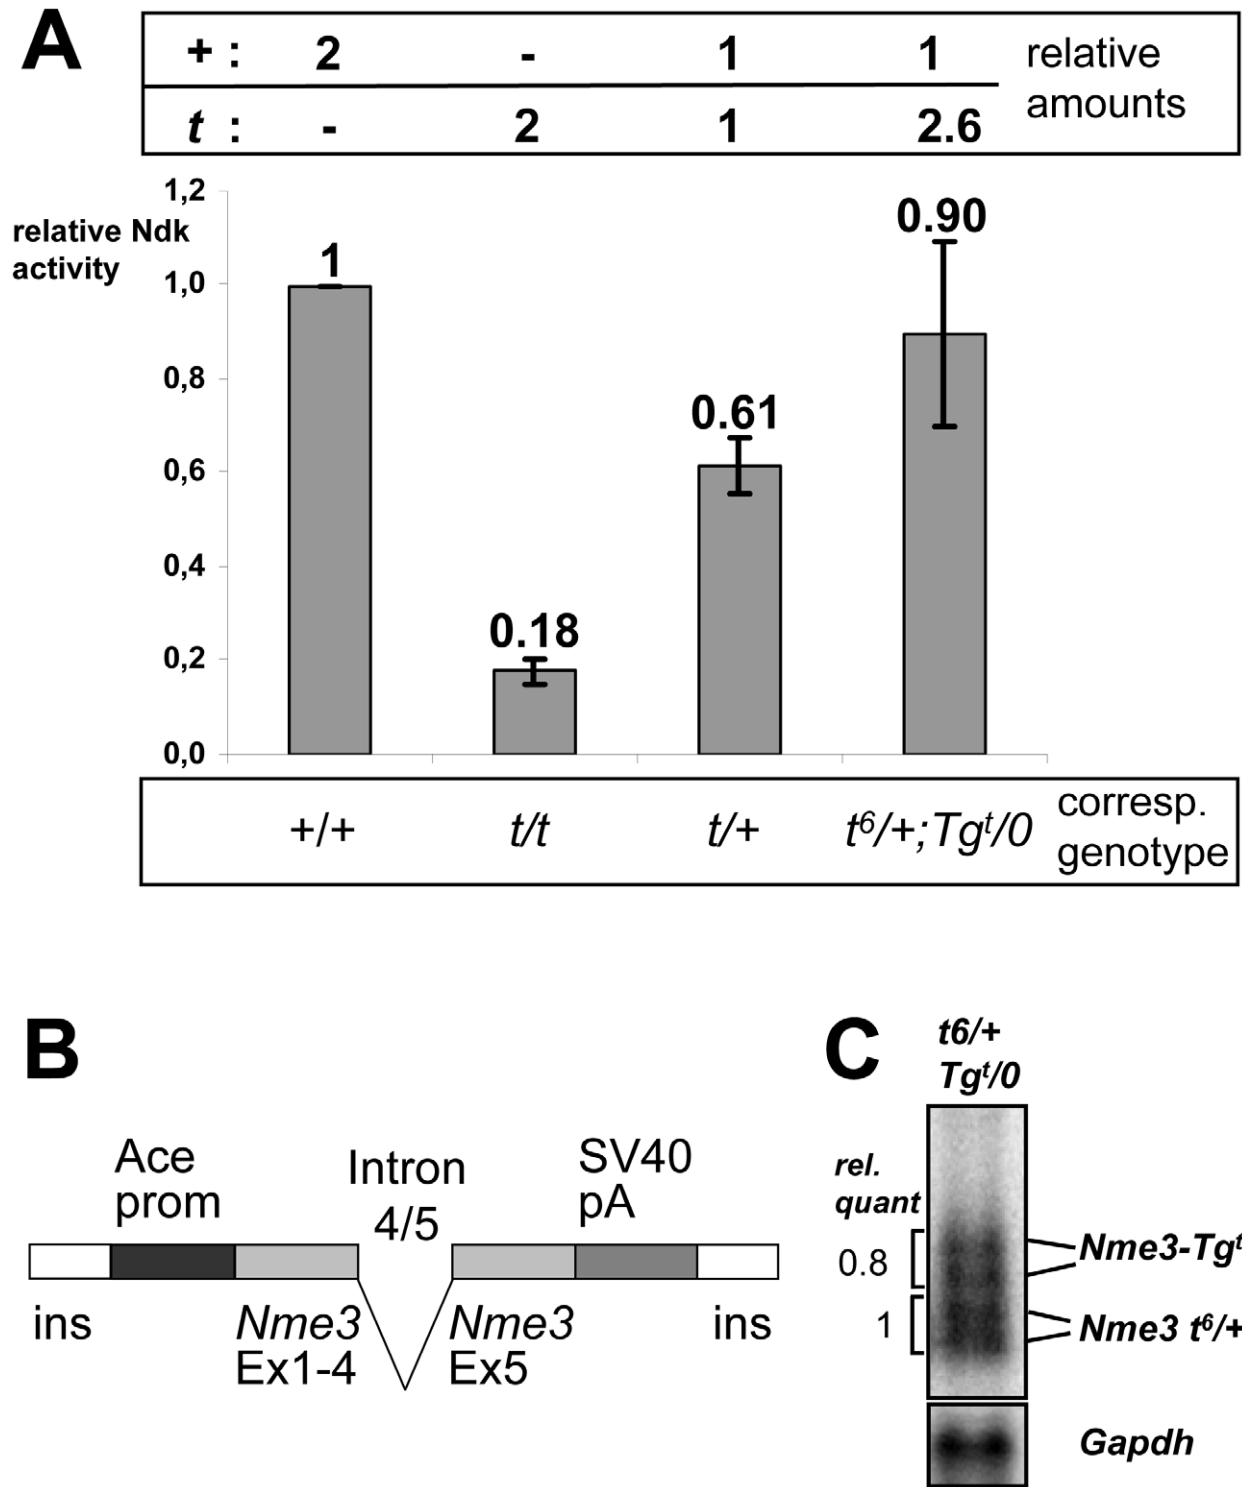 A
+ : 2 - 1 1 relative
t : - 2 1 2.6 amounts
relative Ndk
activity
1,2
1,0
0,8
0,6
0,4
0,2
0,0
1
0.18
0.61
0.90
+/+ t/t t/+ t⁶/+;Tgᵗ/0 corresp.
genotype
B
Ace
prom
Intron
4/5
SV40
pA
ins
Nme3
Ex1-4
Nme3
Ex5
ins
C
t6/+
Tgᵗ/0
rel.
quant
0.8
1
Nme3-Tgᵗ
Nme3 t⁶/+
Gapdh